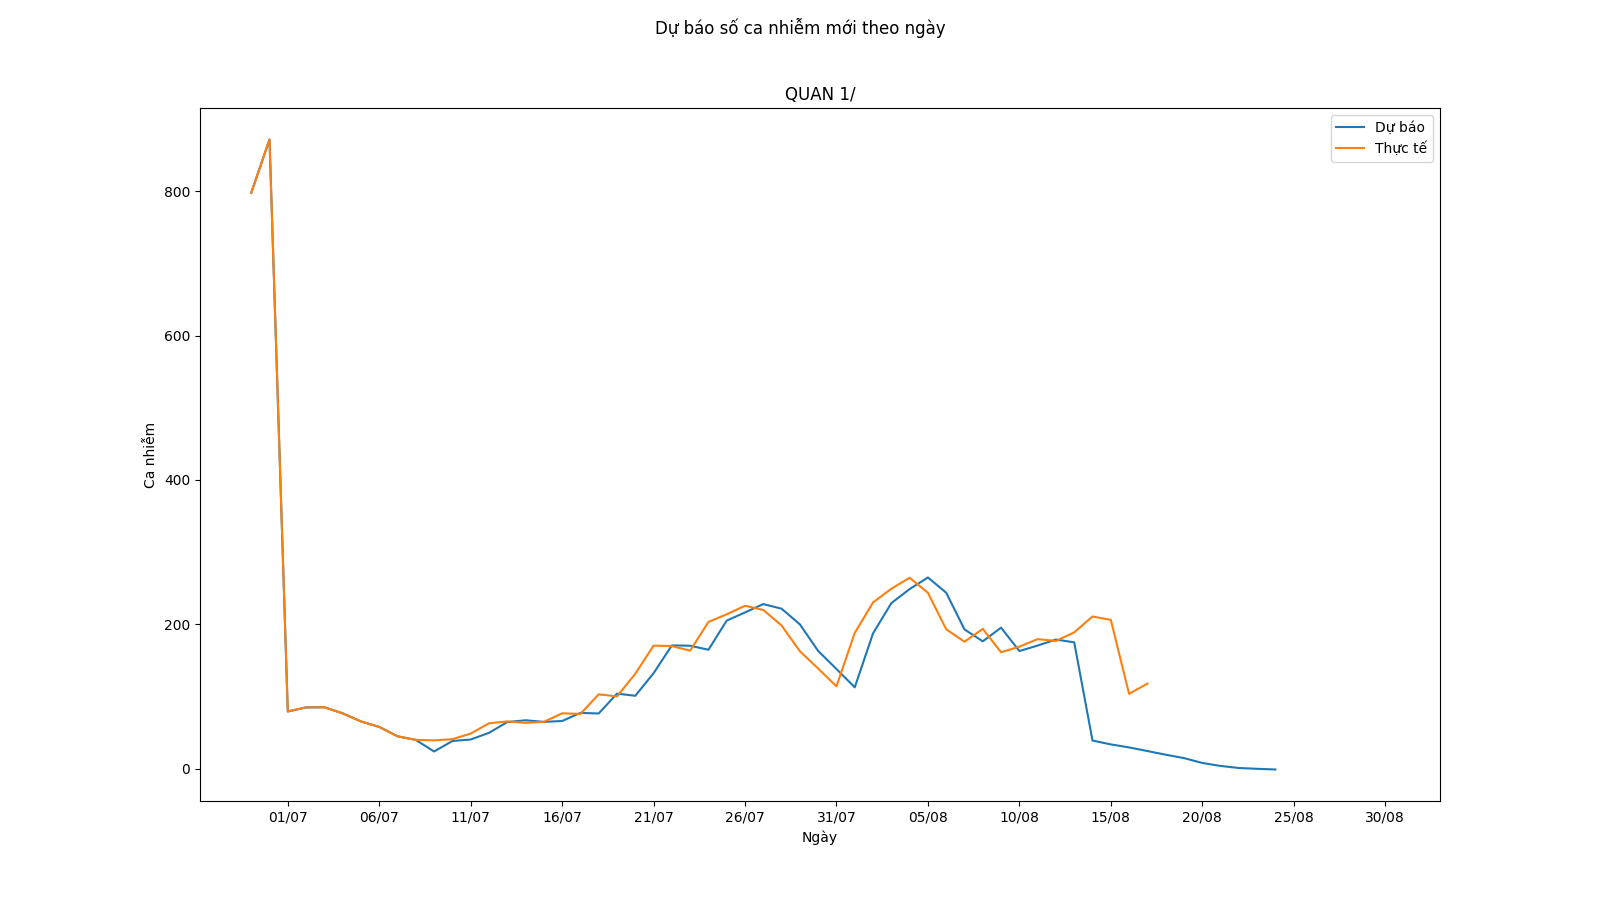 Dự báo số ca nhiễm mới theo ngày
QUAN 1/
Dự báo
Thực tế
800
600
400
200
0
Ca nhiễm
01/07 06/07 11/07 16/07 21/07 26/07 31/07 05/08 10/08 15/08 20/08 25/08 30/08
Ngày